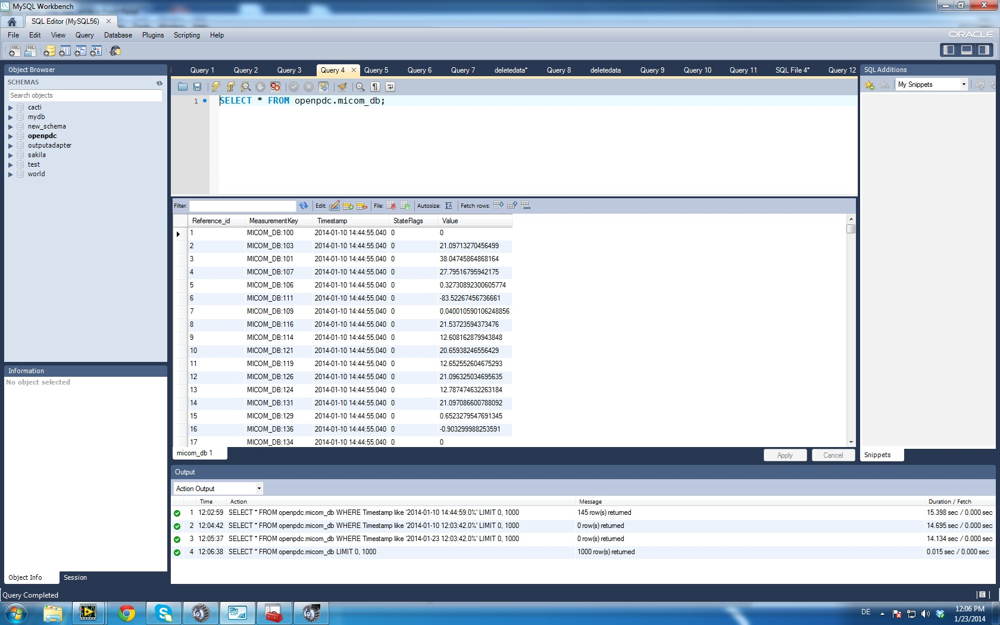 MySQL Workbench
SQL Editor (MySQL56)
File Edit View Query Database Plugins Scripting Help
ORACLE
Object Browser
SCHEMAS
Search objects
cacti
mydb
new_schema
openpdc
outputadapter
sakila
test
world
Information
No object selected
Object Info Session
Query 1 Query 2 Query 3 Query 4 Query 5 Query 6 Query 7 deletedata* Query 8 deletedata Query 9 Query 10 Query 11 SQL File 4* Query 12
1 SELECT * FROM openpdc.micom_db;
Filter: Edit: File: Autosize: Fetch rows:
Reference_id MeasurementKey Timestamp StateFlags Value
1 MICOM_DB:100 2014-01-10 14:44:55.040 0 0
2 MICOM_DB:103 2014-01-10 14:44:55.040 0 21.09713270456499
3 MICOM_DB:101 2014-01-10 14:44:55.040 0 38.04745864868164
4 MICOM_DB:107 2014-01-10 14:44:55.040 0 27.79516795942175
5 MICOM_DB:106 2014-01-10 14:44:55.040 0 0.32730892300605774
6 MICOM_DB:111 2014-01-10 14:44:55.040 0 -83.52267456736661
7 MICOM_DB:109 2014-01-10 14:44:55.040 0 0.040010590106248856
8 MICOM_DB:116 2014-01-10 14:44:55.040 0 21.53723594373476
9 MICOM_DB:114 2014-01-10 14:44:55.040 0 12.608162879943848
10 MICOM_DB:121 2014-01-10 14:44:55.040 0 20.65938246556429
11 MICOM_DB:119 2014-01-10 14:44:55.040 0 12.652552604675293
12 MICOM_DB:126 2014-01-10 14:44:55.040 0 21.096325034695635
13 MICOM_DB:124 2014-01-10 14:44:55.040 0 12.787474632263184
14 MICOM_DB:131 2014-01-10 14:44:55.040 0 21.097086600788092
15 MICOM_DB:129 2014-01-10 14:44:55.040 0 0.6523279547691345
16 MICOM_DB:136 2014-01-10 14:44:55.040 0 -0.903299988253591
17 MICOM_DB:134 2014-01-10 14:44:55.040 0 0
micom_db 1
Apply Cancel
SQL Additions
My Snippets
Snippets
Output
Action Output
Time Action Message Duration / Fetch
1 12:02:59 SELECT * FROM openpdc.micom_db WHERE Timestamp like '2014-01-10 14:44:59.0%' LIMIT 0, 1000 145 row(s) returned 15.398 sec / 0.000 sec
2 12:04:42 SELECT * FROM openpdc.micom_db WHERE Timestamp like '2014-01-10 12:03:42.0%' LIMIT 0, 1000 0 row(s) returned 14.695 sec / 0.000 sec
3 12:05:37 SELECT * FROM openpdc.micom_db WHERE Timestamp like '2014-01-23 12:03:42.0%' LIMIT 0, 1000 0 row(s) returned 14.134 sec / 0.000 sec
4 12:06:38 SELECT * FROM openpdc.micom_db LIMIT 0, 1000 1000 row(s) returned 0.015 sec / 0.000 sec
Query Completed
DE
12:06 PM
1/23/2014